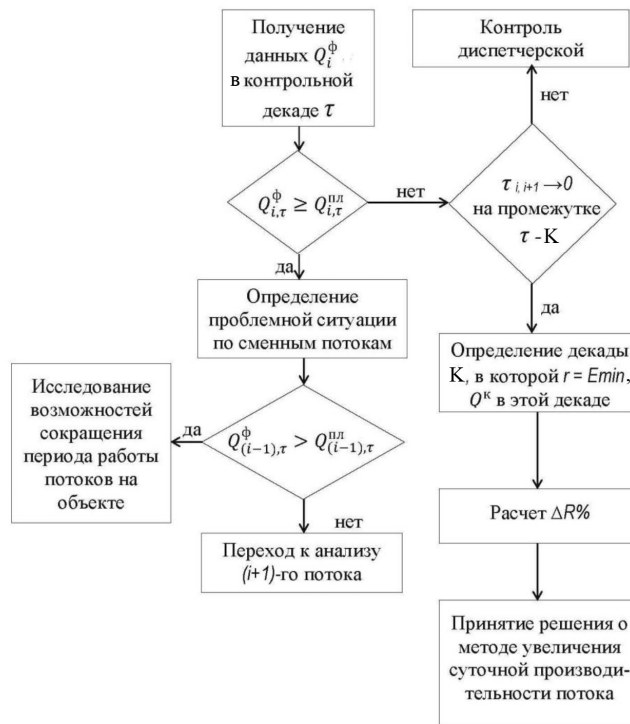 Получение
данных Q_i^ф
в контрольной
декаде τ
Контроль
диспетчерской
нет
Q_{i,τ}^ф ≥ Q_{i,τ}^{пл}
нет
τ_{i, i+1} →0
на промежутке
τ -К
да
да
Определение
проблемной ситуации
по сменным потокам
Определение декады
К, в которой r = Emin,
Q^к в этой декаде
Исследование
возможностей
сокращения
периода работы
потоков на
объекте
да
Q_{(i−1),τ}^ф > Q_{(i−1),τ}^{пл}
нет
Расчет ΔR%
Переход к анализу
(i+1)-го потока
Принятие решения о
методе увеличения
суточной производи-
тельности потока